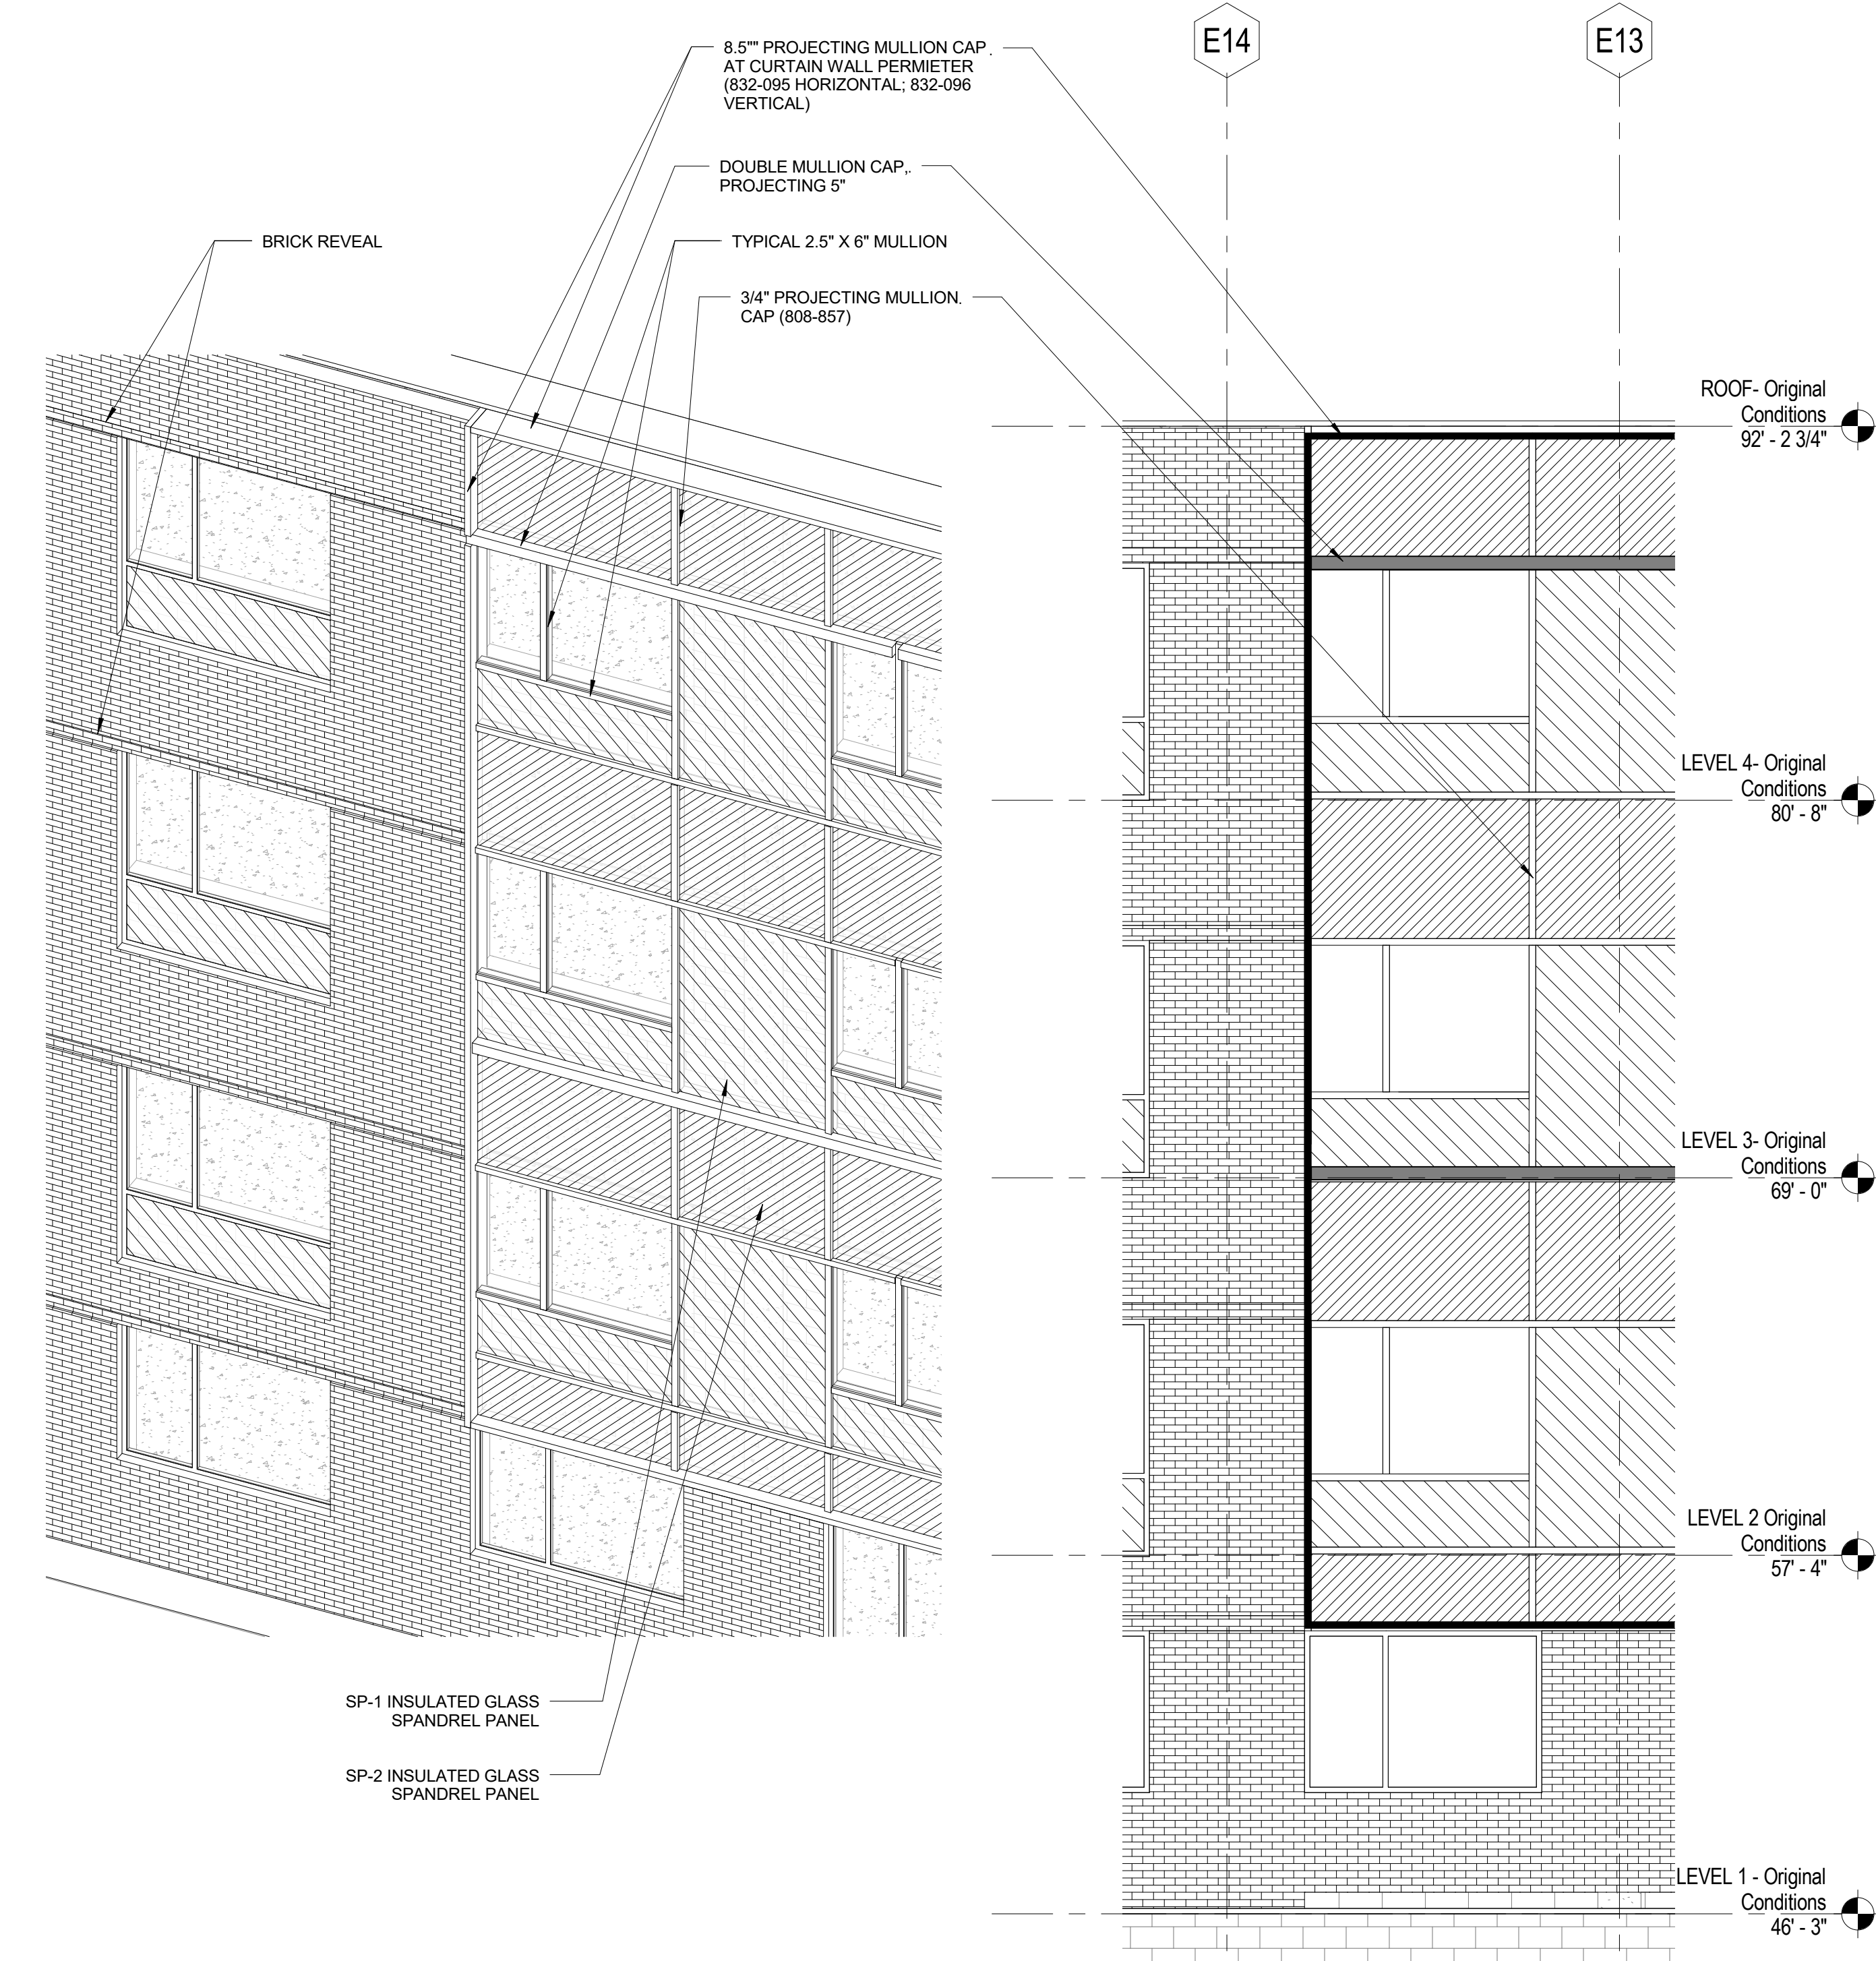 E14
E13
8.5"" PROJECTING MULLION CAP
AT CURTAIN WALL PERMIETER
(832-095 HORIZONTAL; 832-096
VERTICAL)
DOUBLE MULLION CAP,
PROJECTING 5"
BRICK REVEAL
TYPICAL 2.5" X 6" MULLION
3/4" PROJECTING MULLION
CAP (808-857)
ROOF- Original
Conditions
92' - 2 3/4"
LEVEL 4- Original
Conditions
80' - 8"
LEVEL 3- Original
Conditions
69' - 0"
LEVEL 2 Original
Conditions
57' - 4"
SP-1 INSULATED GLASS
SPANDREL PANEL
SP-2 INSULATED GLASS
SPANDREL PANEL
LEVEL 1 - Original
Conditions
46' - 3"